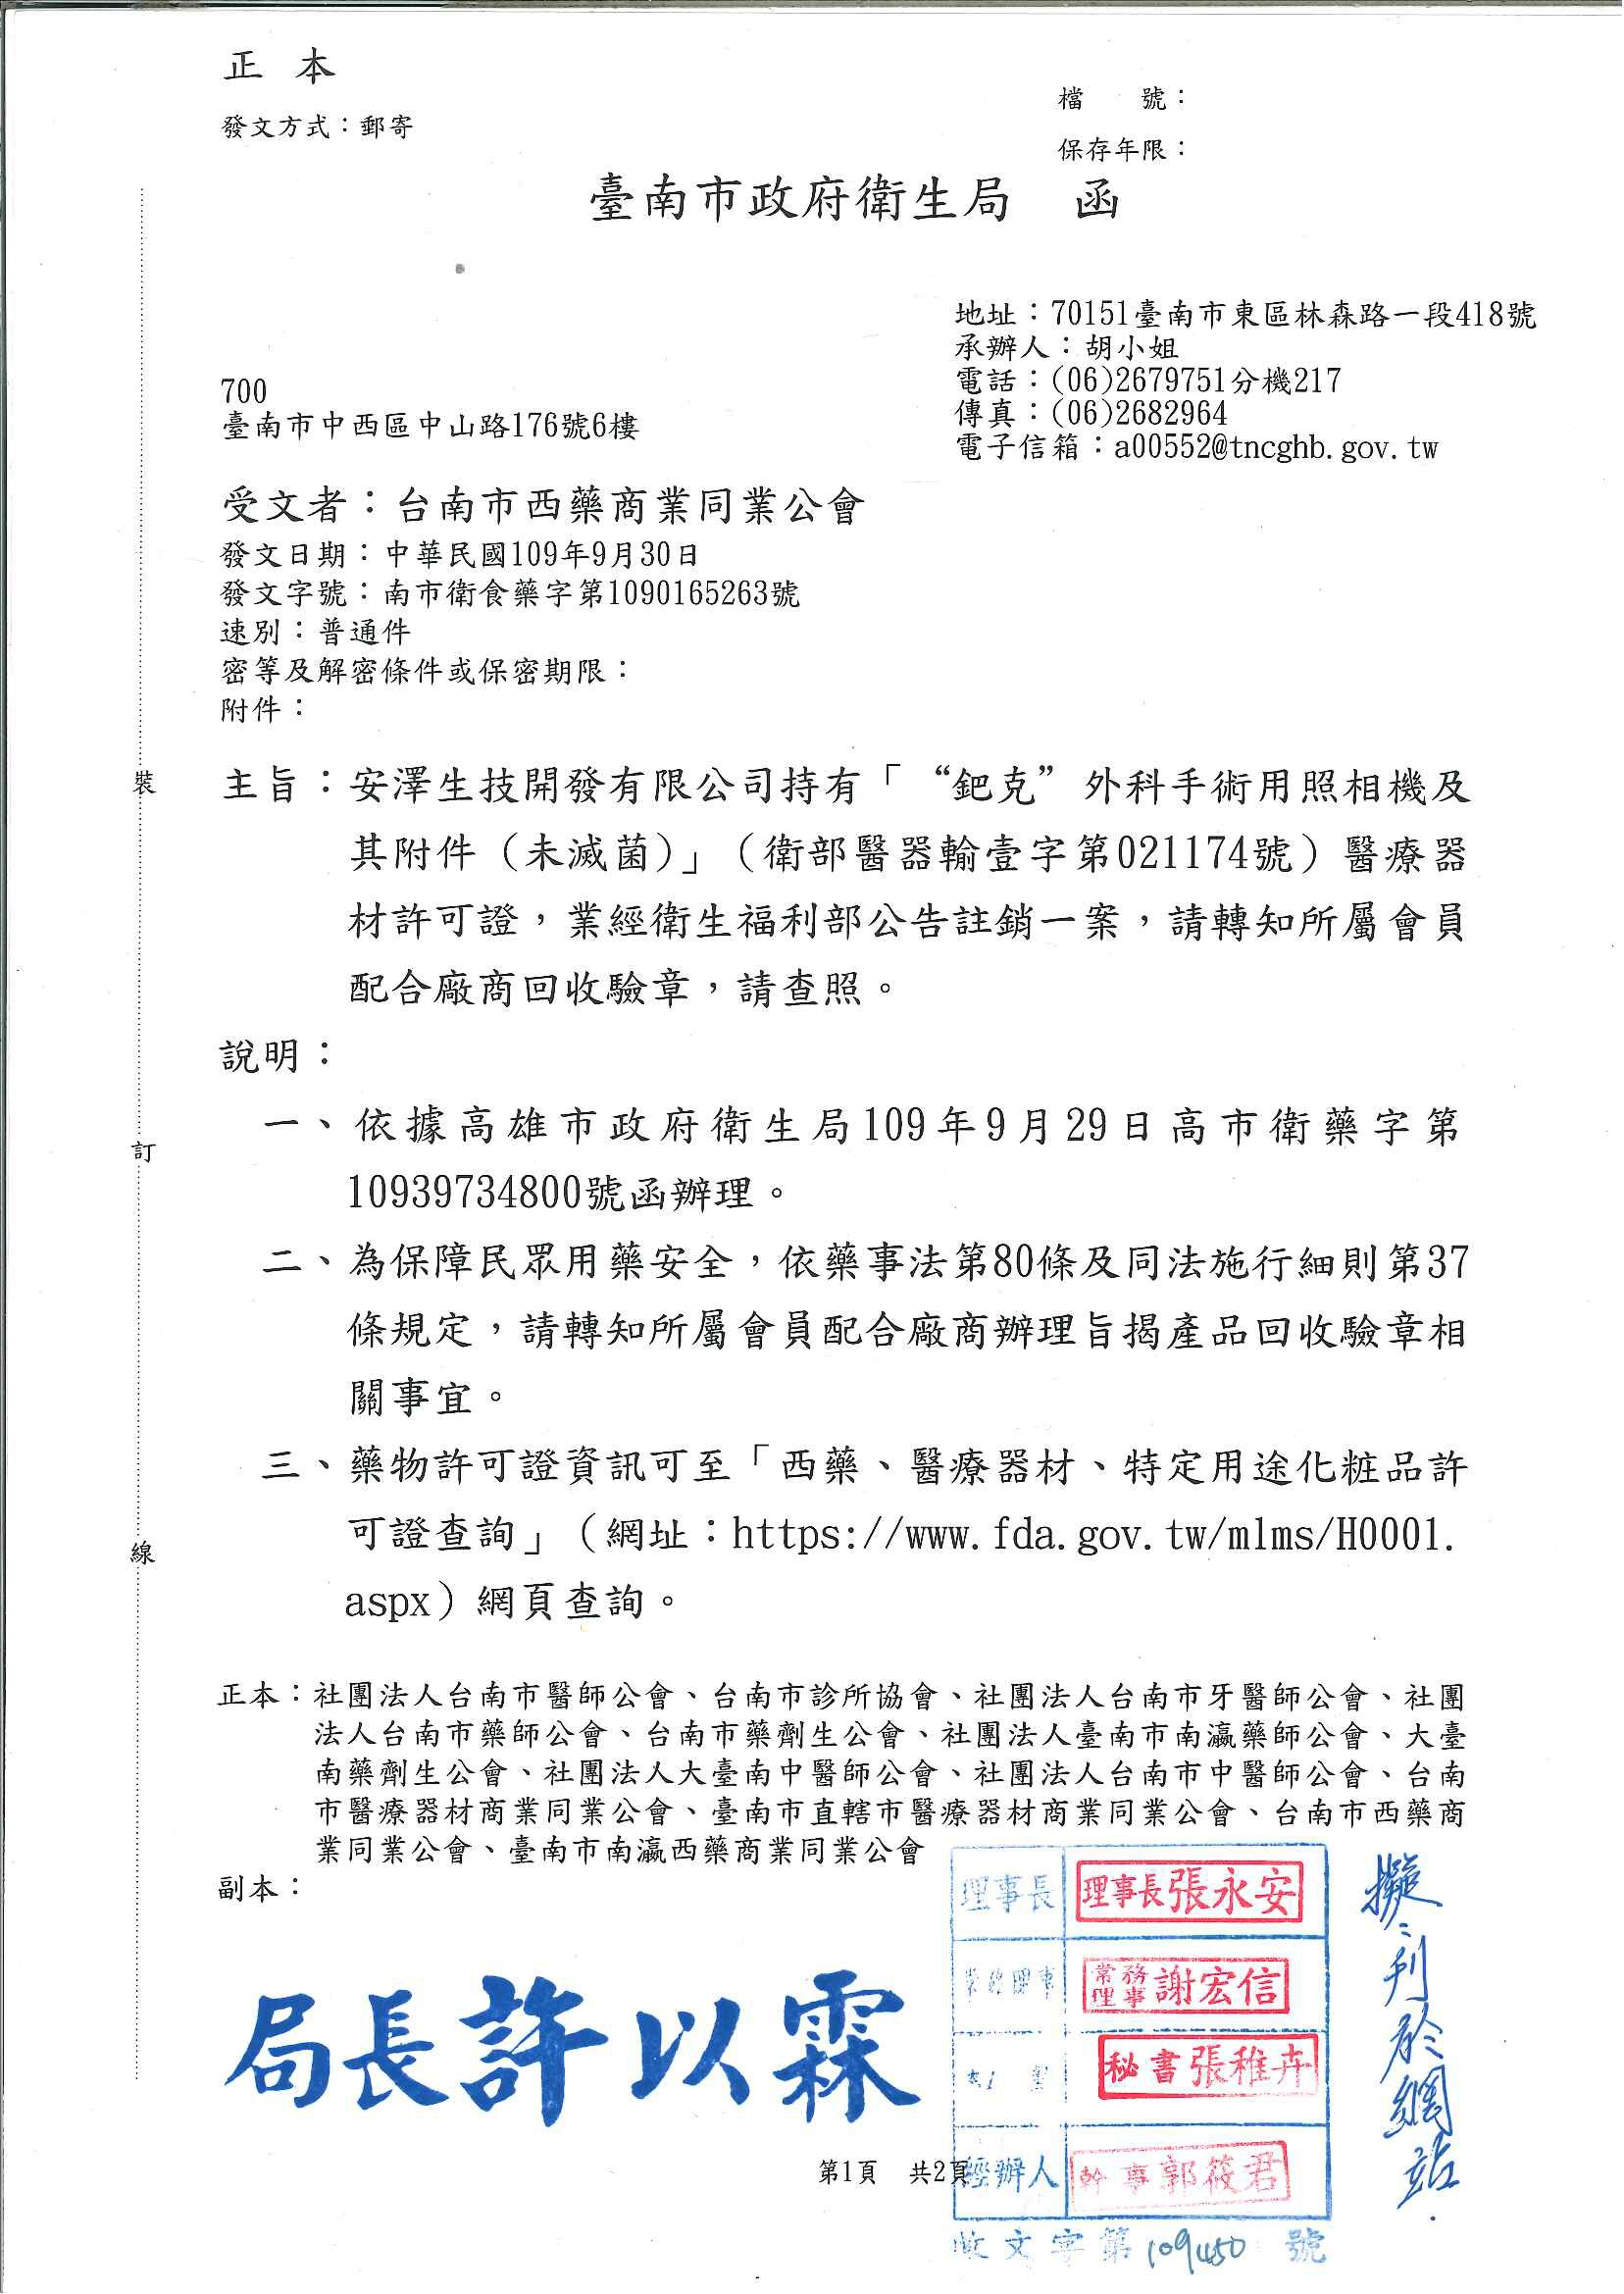 正 本
發文方式：郵寄
檔　　號：
保存年限：
臺南市政府衛生局　函
地址：70151臺南市東區林森路一段418號
承辦人：胡小姐
電話：(06)2679751分機217
傳真：(06)2682964
電子信箱：a00552@tncghb.gov.tw
700
臺南市中西區中山路176號6樓
受文者：台南市西藥商業同業公會
發文日期：中華民國109年9月30日
發文字號：南市衛食藥字第1090165263號
速別：普通件
密等及解密條件或保密期限：
附件：
主旨：安澤生技開發有限公司持有「“鈀克”外科手術用照相機及
其附件（未滅菌）」（衛部醫器輸壹字第021174號）醫療器
材許可證，業經衛生福利部公告註銷一案，請轉知所屬會員
配合廠商回收驗章，請查照。
說明：
一、依據高雄市政府衛生局109年9月29日高市衛藥字第
10939734800號函辦理。
二、為保障民眾用藥安全，依藥事法第80條及同法施行細則第37
條規定，請轉知所屬會員配合廠商辦理旨揭產品回收驗章相
關事宜。
三、藥物許可證資訊可至「西藥、醫療器材、特定用途化粧品許
可證查詢」（網址：https://www.fda.gov.tw/mlms/H0001.
aspx）網頁查詢。
正本：社團法人台南市醫師公會、台南市診所協會、社團法人台南市牙醫師公會、社團
法人台南市藥師公會、台南市藥劑生公會、社團法人臺南市南瀛藥師公會、大臺
南藥劑生公會、社團法人大臺南中醫師公會、社團法人台南市中醫師公會、台南
市醫療器材商業同業公會、臺南市直轄市醫療器材商業同業公會、台南市西藥商
業同業公會、臺南市南瀛西藥商業同業公會
副本：
裝
訂
線
局長許以霖
理事長 理事長張永安
常務理事謝宏信
秘書張稚卉
經辦人 幹事郭筱君
收文字第109450號
擬刊於網站.
第1頁　共2頁